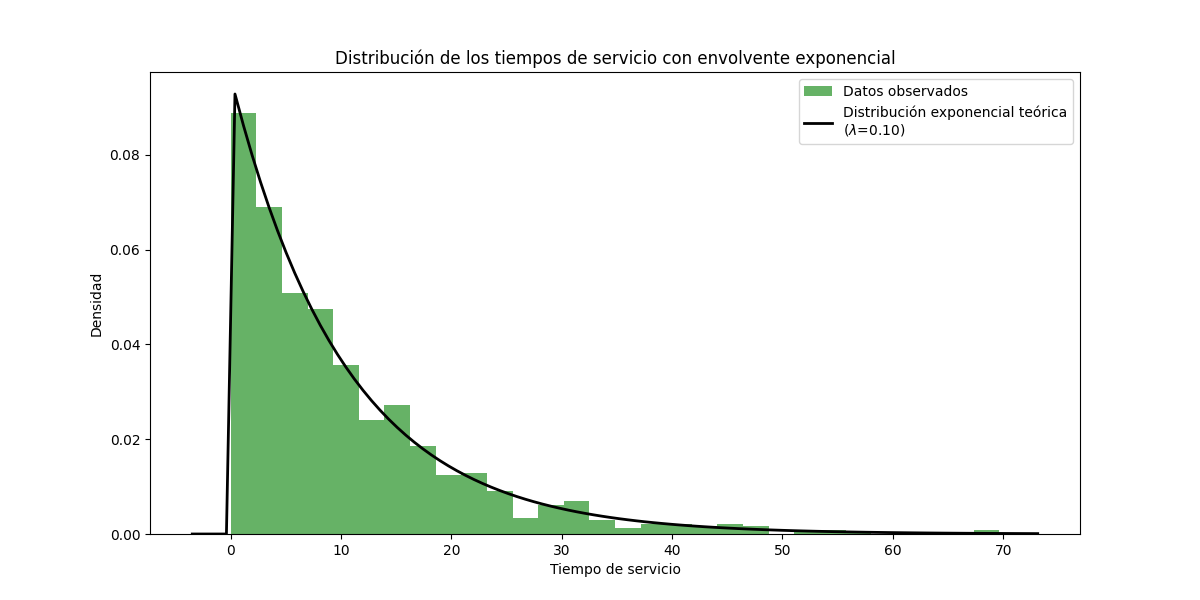 Distribución de los tiempos de servicio con envolvente exponencial
Datos observados
Distribución exponencial teórica
(λ=0.10)
Densidad
0.08
0.06
0.04
0.02
0.00
0 10 20 30 40 50 60 70
Tiempo de servicio